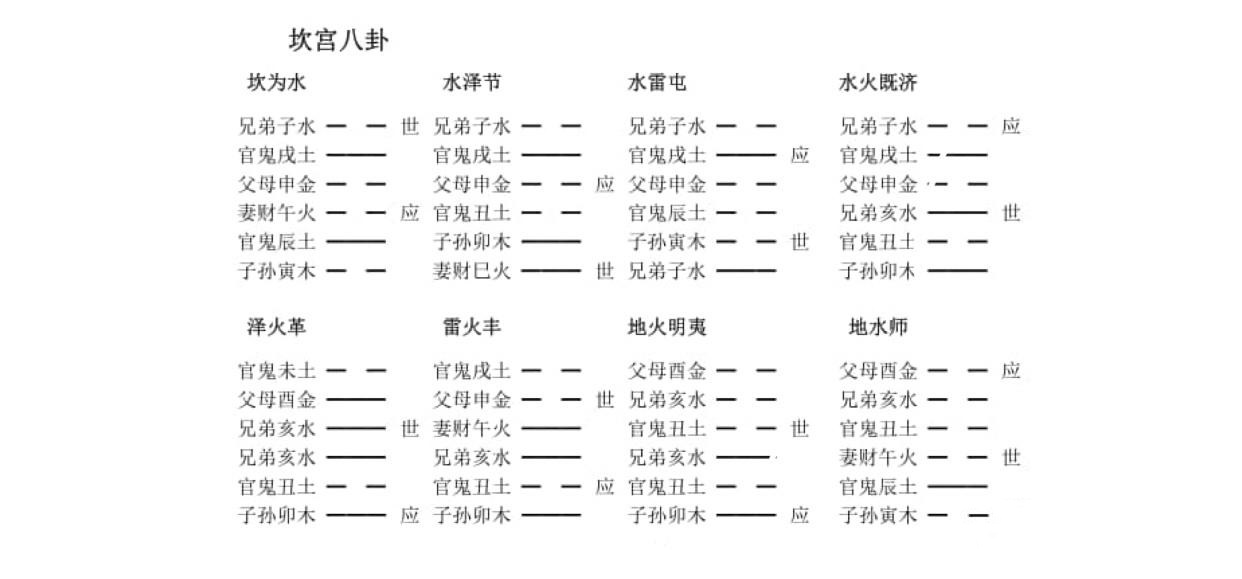 坎宫八卦
坎为水 水泽节 水雷屯 水火既济
兄弟子水 世 兄弟子水 兄弟子水 兄弟子水 应
官鬼戌土 官鬼戌土 官鬼戌土 应 官鬼戌土
父母申金 父母申金 应 父母申金 父母申金
妻财午火 应 官鬼丑土 官鬼辰土 兄弟亥水 世
官鬼辰土 子孙卯木 子孙寅木 世 官鬼丑土
子孙寅木 妻财巳火 世 兄弟子水 子孙卯木
泽火革 雷火丰 地火明夷 地水师
官鬼未土 官鬼戌土 父母酉金 父母酉金 应
父母酉金 父母申金 世 兄弟亥水 兄弟亥水
兄弟亥水 世 妻财午火 官鬼丑土 世 官鬼丑土
兄弟亥水 兄弟亥水 兄弟亥水 妻财午火 世
官鬼丑土 官鬼丑土 应 官鬼丑土 官鬼辰土
子孙卯木 应 子孙卯木 子孙卯木 应 子孙寅木